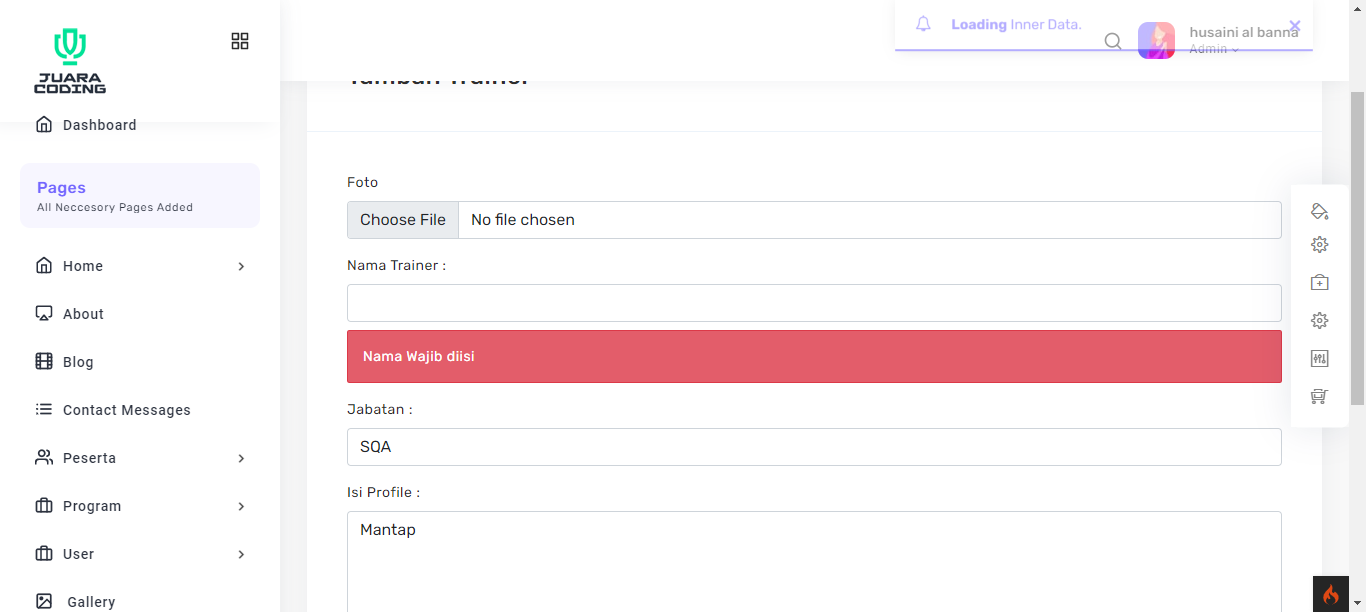 JUARA
CODING
Loading Inner Data.
husaini al banna
Admin
Tambah Trainer
Dashboard
Pages
All Neccesory Pages Added
Home
About
Blog
Contact Messages
Peserta
Program
User
Gallery
Foto
Choose File No file chosen
Nama Trainer :
Nama Wajib diisi
Jabatan :
SQA
Isi Profile :
Mantap